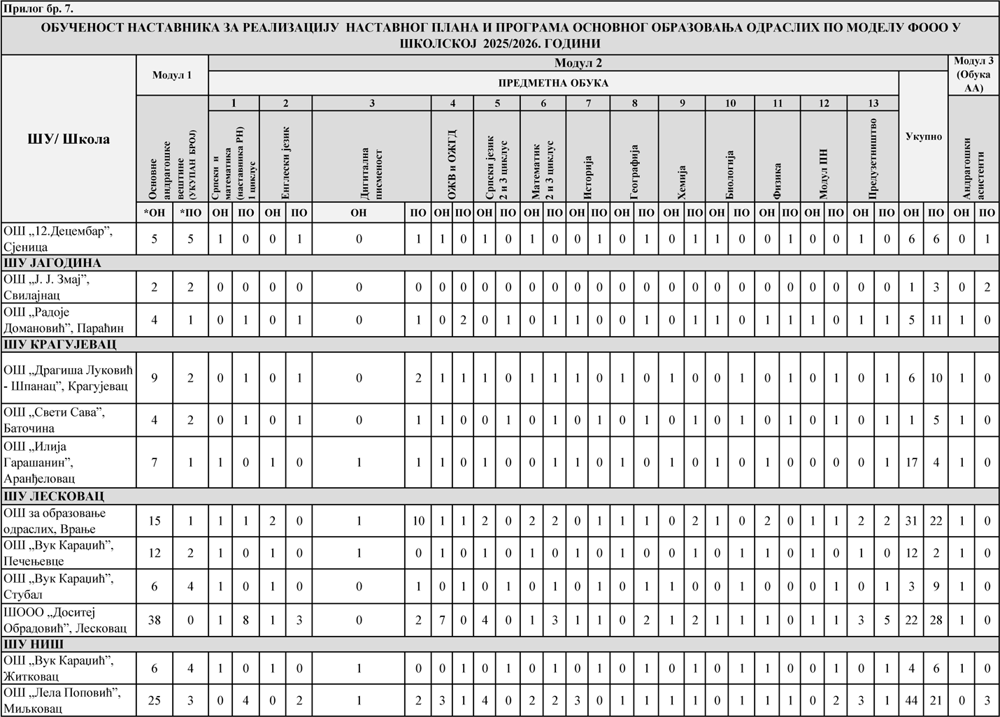 Прилог бр. 7.
ОБУЧЕНОСТ НАСТАВНИКА ЗА РЕАЛИЗАЦИЈУ НАСТАВНОГ ПЛАНА И ПРОГРАМА ОСНОВНОГ ОБРАЗОВАЊА ОДРАСЛИХ ПО МОДЕЛУ ФООО У
ШКОЛСКОЈ 2025/2026. ГОДИНИ
ШУ/ Школа
Модул 1
Модул 2
Модул 3
(Обука
АА)
ПРЕДМЕТНА ОБУКА
Укупно
1 2 3 4 5 6 7 8 9 10 11 12 13
Основне
андрагошке
вештине
(УКУПАН БРОЈ)
Српски и
математика
(наставника РН)
1 циклус
Енглески језик
Дигитална
писменост
ОЖВ и ОЖГД
Српски језик
2 и 3 циклус
Математик
2 и 3 циклус
Историја
Географија
Хемија
Биологија
Физика
Модул ПН
Предузетништво
Андрагошки
асистенти
*ОН *ПО ОН ПО ОН ПО ОН ПО ОН ПО ОН ПО ОН ПО ОН ПО ОН ПО ОН ПО ОН ПО ОН ПО ОН ПО ОН ПО ОН ПО ОН ПО
ОШ „12.Децембар”,
Сјеница
5 5 1 0 0 1 0 1 1 0 1 0 1 0 0 1 0 1 0 1 1 0 0 1 0 0 1 0 6 6 0 1
ШУ ЈАГОДИНА
ОШ „Ј. Ј. Змај”,
Свилајнац
2 2 0 0 0 0 0 0 0 0 0 0 0 0 0 0 0 0 0 0 0 0 0 0 0 0 0 0 1 3 0 2
ОШ „Радоје
Домановић”, Параћин
4 1 0 1 0 1 0 1 0 2 0 1 0 1 1 0 0 1 0 1 1 0 1 1 1 0 1 1 5 11 1 0
ШУ КРАГУЈЕВАЦ
ОШ „Драгиша Луковић
- Шпанац”, Крагујевац
9 2 0 1 0 1 0 2 1 1 1 0 1 1 1 0 1 0 1 0 0 1 0 1 0 1 0 1 6 10 1 0
ОШ „Свети Сава”,
Баточина
4 2 0 1 0 1 0 1 1 0 0 1 0 1 0 1 0 1 0 1 0 1 0 1 0 1 0 1 1 5 1 0
ОШ „Илија
Гарашанин”,
Аранђеловац
7 1 1 0 1 0 1 1 1 0 1 0 0 1 1 0 1 0 1 0 1 0 1 0 0 0 0 1 17 4 1 0
ШУ ЛЕСКОВАЦ
ОШ за образовање
одраслих, Врање
15 1 1 1 2 0 1 10 1 1 2 0 2 2 0 1 1 1 0 2 1 0 2 0 1 1 2 2 31 22 1 0
ОШ „Вук Караџић”,
Печењевце
12 2 1 0 1 0 1 0 1 0 1 0 1 0 1 0 1 0 0 1 0 1 1 0 1 0 1 0 12 2 1 0
ОШ „Вук Караџић”,
Стубал
6 4 1 0 1 0 0 1 0 1 0 1 0 1 0 1 0 1 1 0 1 0 0 0 0 1 0 1 3 9 1 0
ШООО „Доситеј
Обрадовић”, Лесковац
38 0 1 8 1 3 0 2 7 0 4 0 1 3 1 1 0 2 1 2 1 1 1 0 1 1 3 5 22 28 1 0
ШУ НИШ
ОШ „Вук Караџић”,
Житковац
6 4 1 0 1 0 1 0 0 1 0 1 0 1 0 1 0 1 0 1 0 1 1 0 0 1 0 1 4 6 1 0
ОШ „Лела Поповић”,
Миљковац
25 3 0 4 0 2 1 2 3 1 4 0 2 2 3 0 1 1 1 1 0 1 1 1 0 2 3 1 44 21 0 3